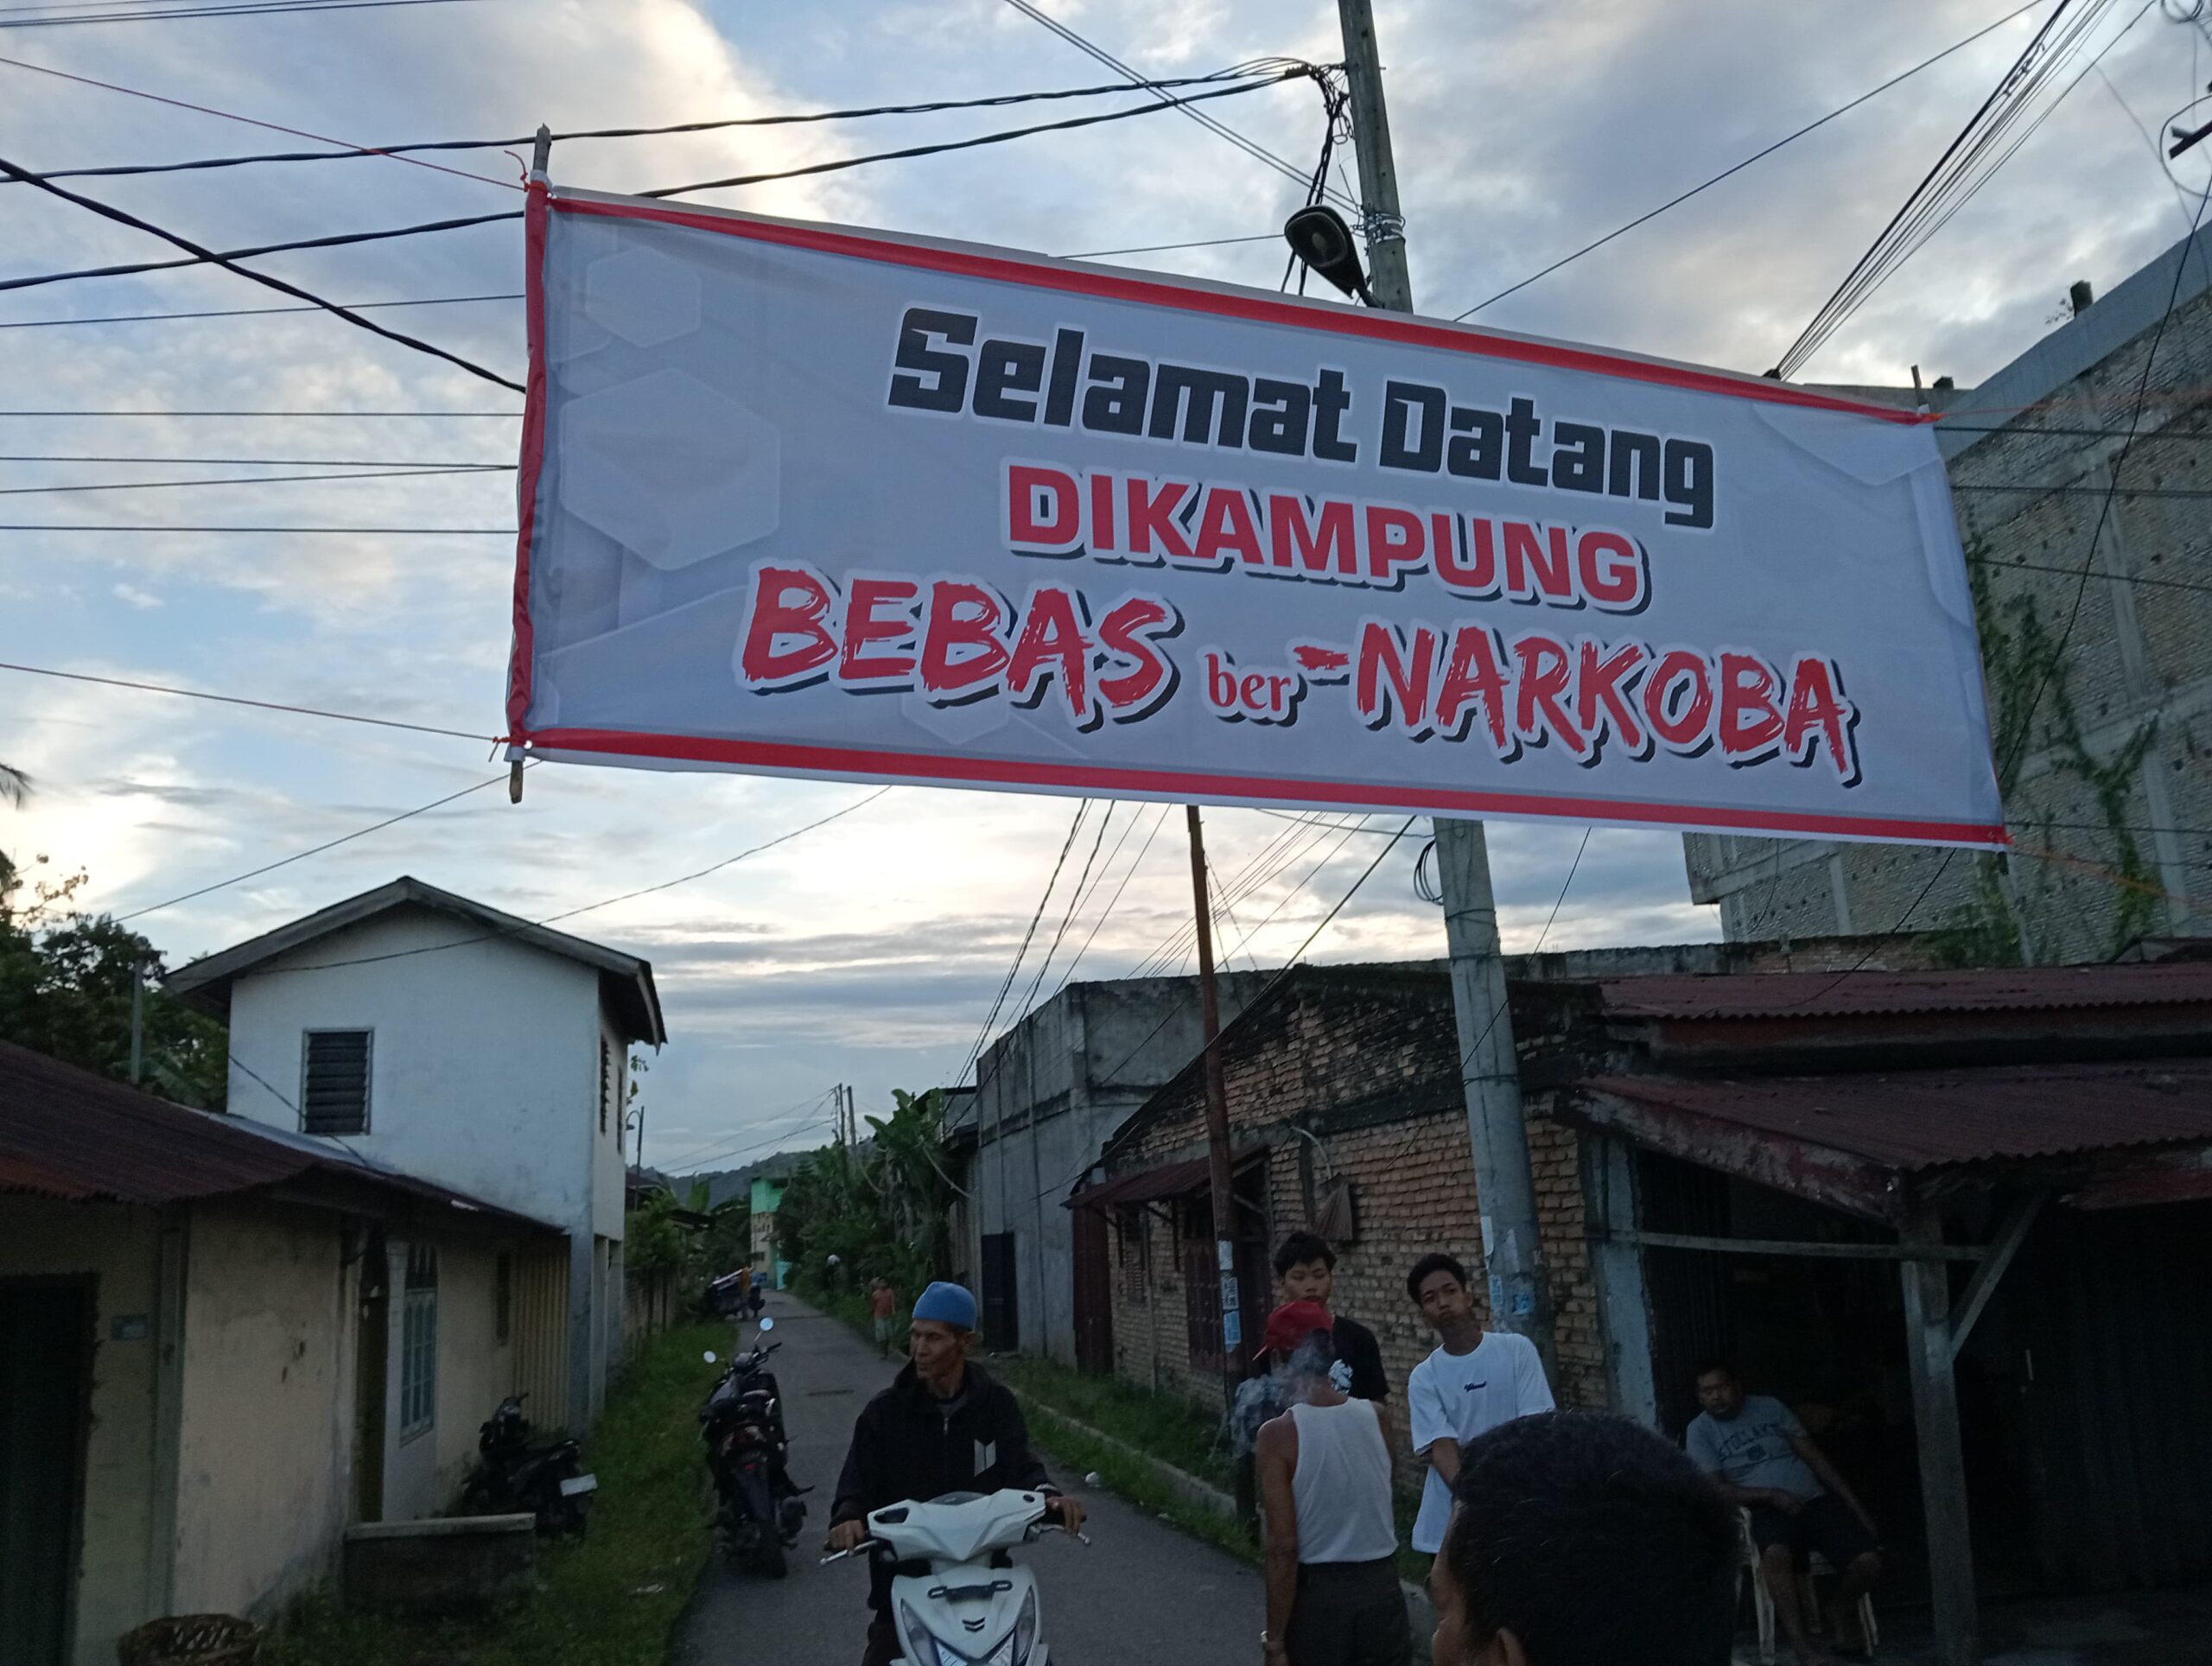 Selamat Datang
DIKAMPUNG
BEBAS ber-NARKOBA